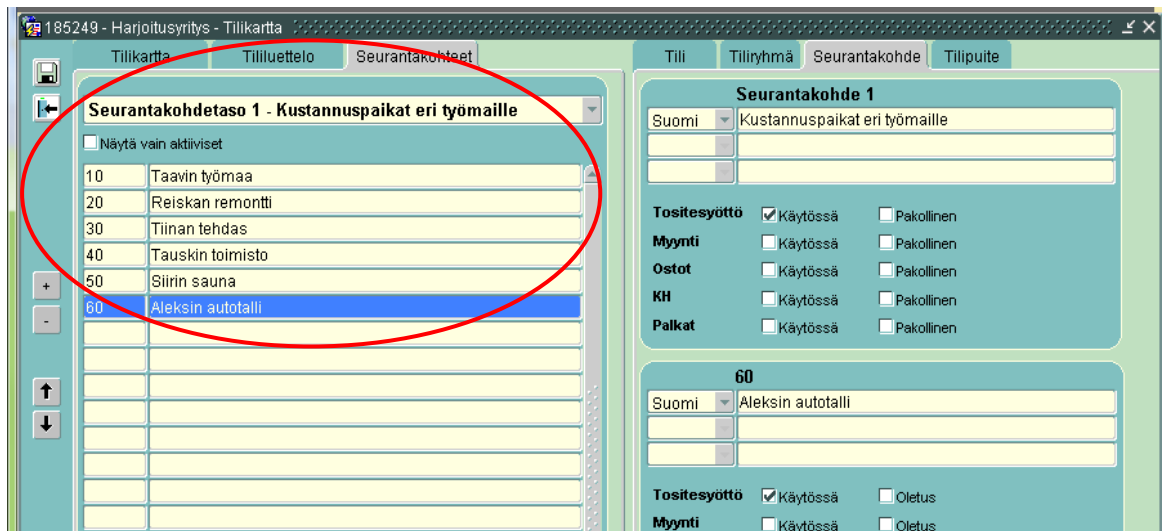 185249 - Harjoitusyritys - Tilikartta
Tilikartta Tililuettelo Seurantakohteet
Seurantakohdetaso 1 - Kustannuspaikat eri työmaille
Näytä vain aktiiviset
10 Taavin työmaa
20 Reiskan remontti
30 Tiinan tehdas
40 Tauskin toimisto
50 Siirin sauna
60 Aleksin autotalli
+
-
Tili Tiliryhmä Seurantakohde Tilipuite
Seurantakohde 1
Suomi Kustannuspaikat eri työmaille
Tositesyöttö Käytössä Pakollinen
Myynti Käytössä Pakollinen
Ostot Käytössä Pakollinen
KH Käytössä Pakollinen
Palkat Käytössä Pakollinen
60
Suomi Aleksin autotalli
Tositesyöttö Käytössä Oletus
Myynti Käytössä Oletus